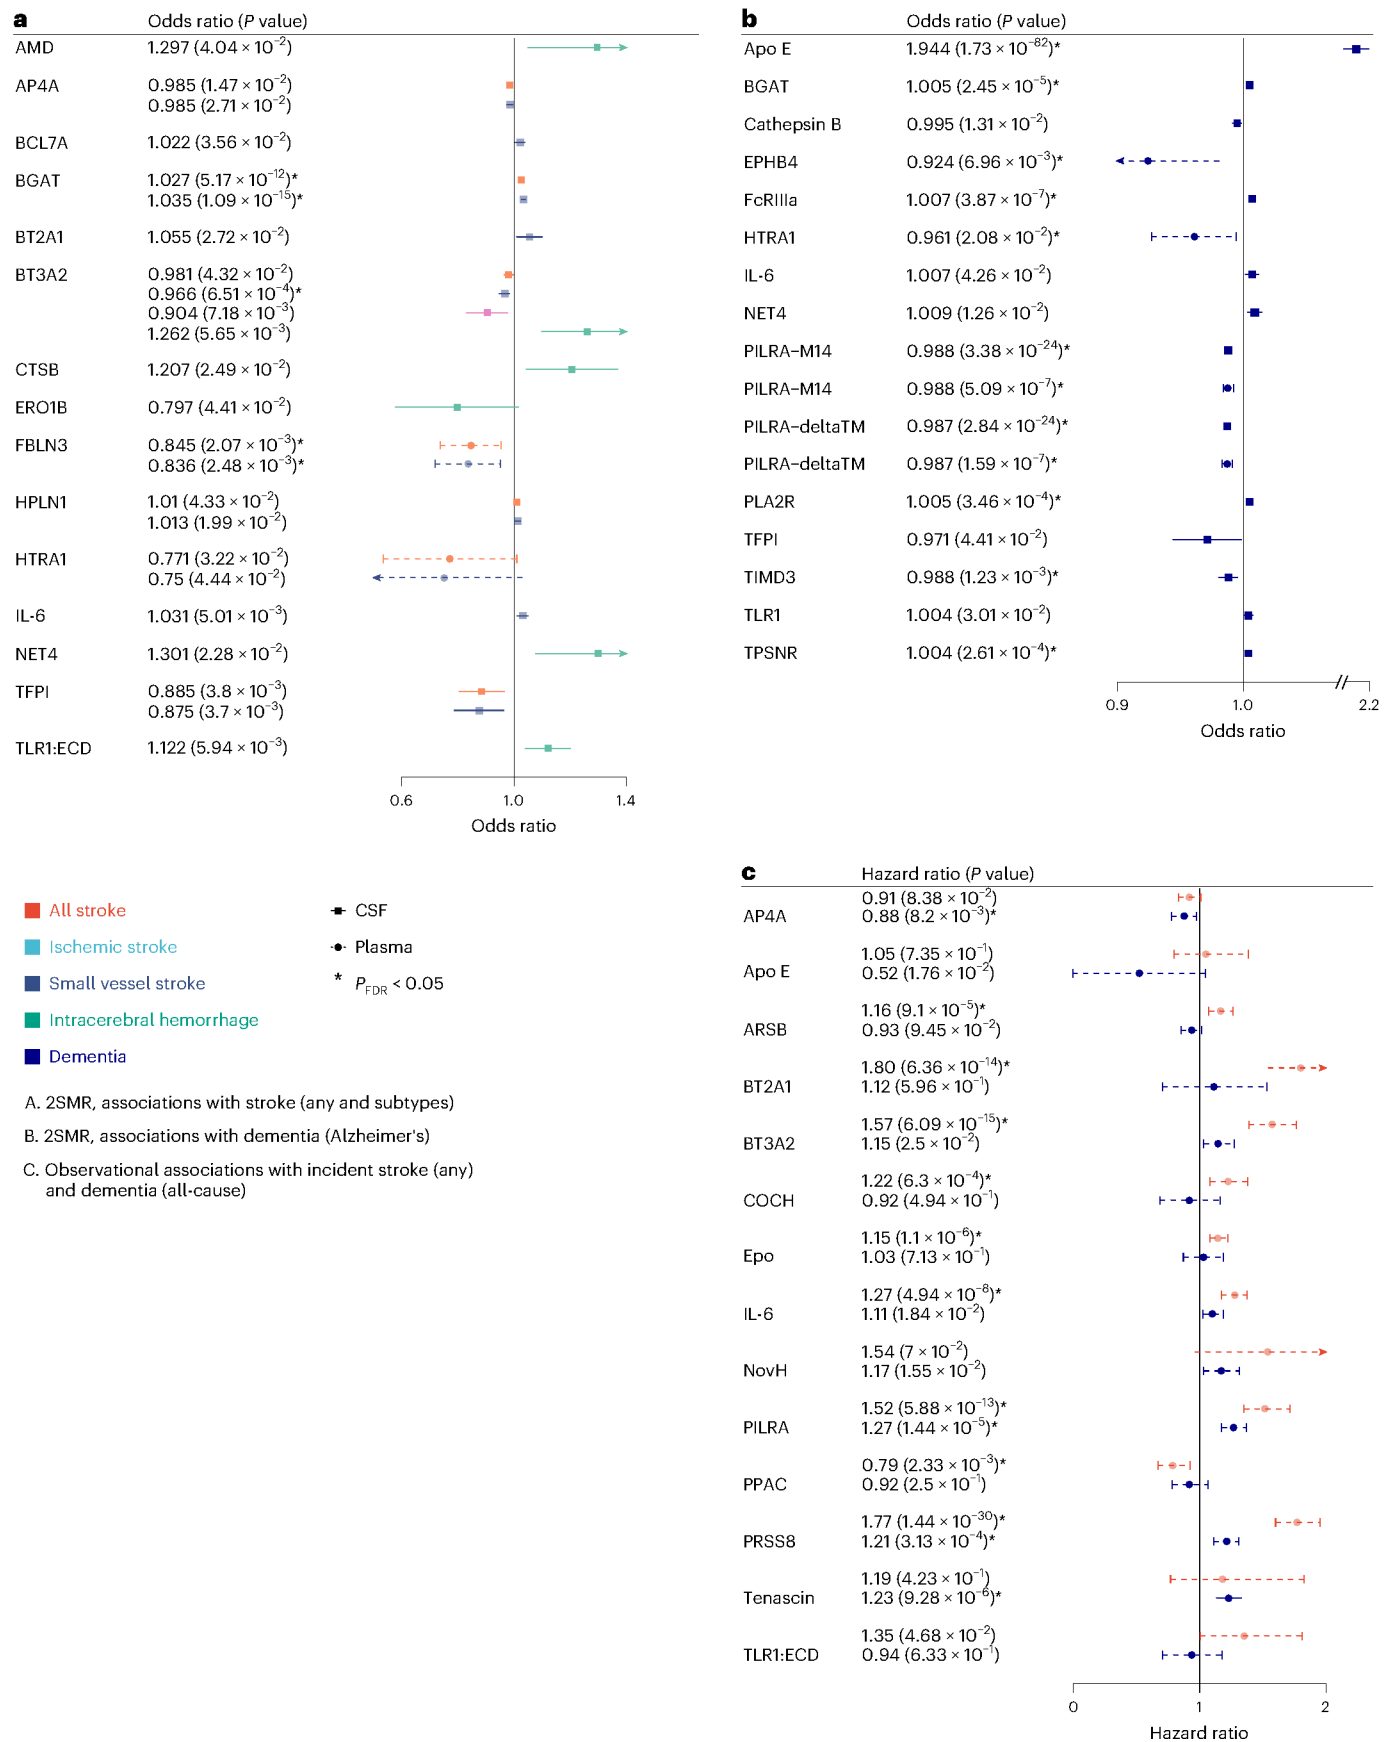 a
Odds ratio (P value)
AMD 1.297 (4.04 × 10⁻²)
AP4A 0.985 (1.47 × 10⁻²)
0.985 (2.71 × 10⁻²)
BCL7A 1.022 (3.56 × 10⁻²)
BGAT 1.027 (5.17 × 10⁻¹²)*
1.035 (1.09 × 10⁻¹⁵)*
BT2A1 1.055 (2.72 × 10⁻²)
BT3A2 0.981 (4.32 × 10⁻²)
0.966 (6.51 × 10⁻⁴)*
0.904 (7.18 × 10⁻³)
1.262 (5.65 × 10⁻³)
CTSB 1.207 (2.49 × 10⁻²)
ERO1B 0.797 (4.41 × 10⁻²)
FBLN3 0.845 (2.07 × 10⁻³)*
0.836 (2.48 × 10⁻³)*
HPLN1 1.01 (4.33 × 10⁻²)
1.013 (1.99 × 10⁻²)
HTRA1 0.771 (3.22 × 10⁻²)
0.75 (4.44 × 10⁻²)
IL-6 1.031 (5.01 × 10⁻³)
NET4 1.301 (2.28 × 10⁻²)
TFPI 0.885 (3.8 × 10⁻³)
0.875 (3.7 × 10⁻³)
TLR1:ECD 1.122 (5.94 × 10⁻³)
0.6 1.0 1.4
Odds ratio
b
Odds ratio (P value)
Apo E 1.944 (1.73 × 10⁻⁸²)*
BGAT 1.005 (2.45 × 10⁻⁵)*
Cathepsin B 0.995 (1.31 × 10⁻²)
EPHB4 0.924 (6.96 × 10⁻³)*
FcRIIIa 1.007 (3.87 × 10⁻⁷)*
HTRA1 0.961 (2.08 × 10⁻²)*
IL-6 1.007 (4.26 × 10⁻²)
NET4 1.009 (1.26 × 10⁻²)
PILRA–M14 0.988 (3.38 × 10⁻²⁴)*
PILRA–M14 0.988 (5.09 × 10⁻⁷)*
PILRA–deltaTM 0.987 (2.84 × 10⁻²⁴)*
PILRA–deltaTM 0.987 (1.59 × 10⁻⁷)*
PLA2R 1.005 (3.46 × 10⁻⁴)*
TFPI 0.971 (4.41 × 10⁻²)
TIMD3 0.988 (1.23 × 10⁻³)*
TLR1 1.004 (3.01 × 10⁻²)
TPSNR 1.004 (2.61 × 10⁻⁴)*
0.9 1.0 2.2
Odds ratio
All stroke
Ischemic stroke
Small vessel stroke
Intracerebral hemorrhage
Dementia
CSF
Plasma
* P_FDR < 0.05
A. 2SMR, associations with stroke (any and subtypes)
B. 2SMR, associations with dementia (Alzheimer's)
C. Observational associations with incident stroke (any)
and dementia (all-cause)
c
Hazard ratio (P value)
0.91 (8.38 × 10⁻²)
AP4A 0.88 (8.2 × 10⁻³)*
1.05 (7.35 × 10⁻¹)
Apo E 0.52 (1.76 × 10⁻²)
1.16 (9.1 × 10⁻⁵)*
ARSB 0.93 (9.45 × 10⁻²)
1.80 (6.36 × 10⁻¹⁴)*
BT2A1 1.12 (5.96 × 10⁻¹)
1.57 (6.09 × 10⁻¹⁵)*
BT3A2 1.15 (2.5 × 10⁻²)
1.22 (6.3 × 10⁻⁴)*
COCH 0.92 (4.94 × 10⁻¹)
1.15 (1.1 × 10⁻⁶)*
Epo 1.03 (7.13 × 10⁻¹)
1.27 (4.94 × 10⁻⁸)*
IL-6 1.11 (1.84 × 10⁻²)
1.54 (7 × 10⁻²)
NovH 1.17 (1.55 × 10⁻²)
1.52 (5.88 × 10⁻¹³)*
PILRA 1.27 (1.44 × 10⁻⁵)*
0.79 (2.33 × 10⁻³)*
PPAC 0.92 (2.5 × 10⁻¹)
1.77 (1.44 × 10⁻³⁰)*
PRSS8 1.21 (3.13 × 10⁻⁴)*
1.19 (4.23 × 10⁻¹)
Tenascin 1.23 (9.28 × 10⁻⁶)*
1.35 (4.68 × 10⁻²)
TLR1:ECD 0.94 (6.33 × 10⁻¹)
0 1 2
Hazard ratio